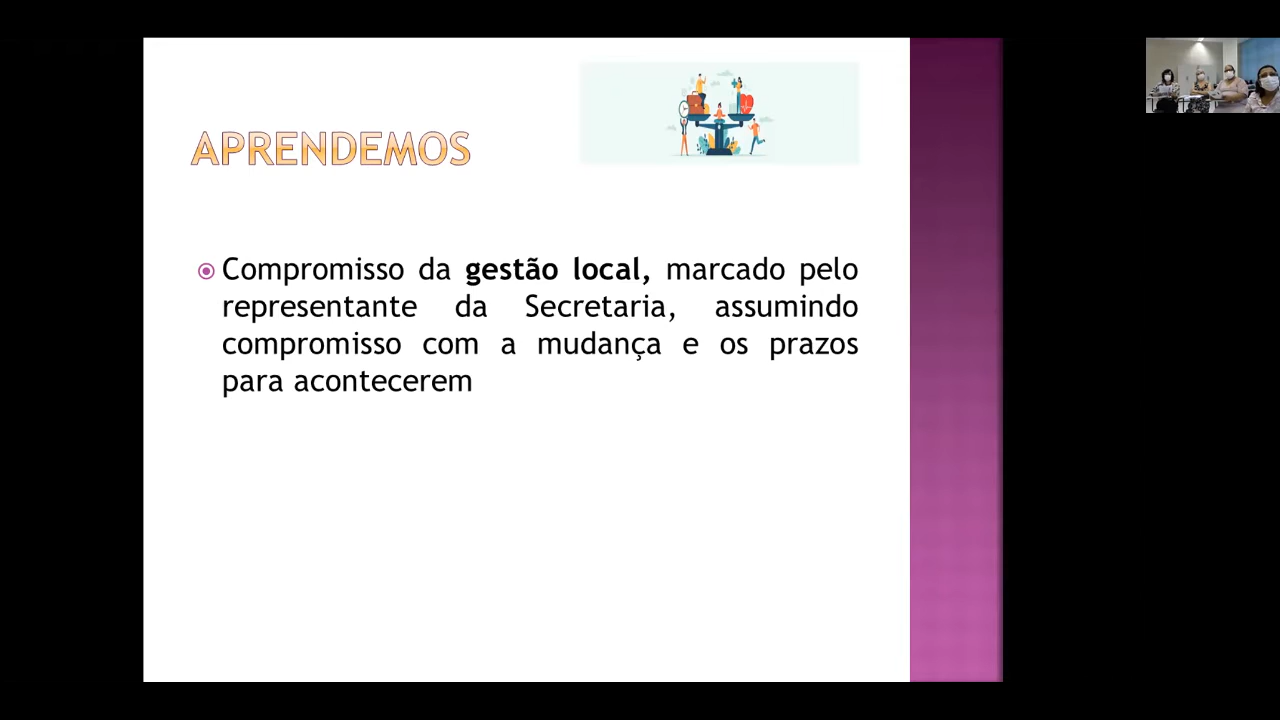 APRENDEMOS
Compromisso da gestão local, marcado pelo
representante da Secretaria, assumindo
compromisso com a mudança e os prazos
para acontecerem